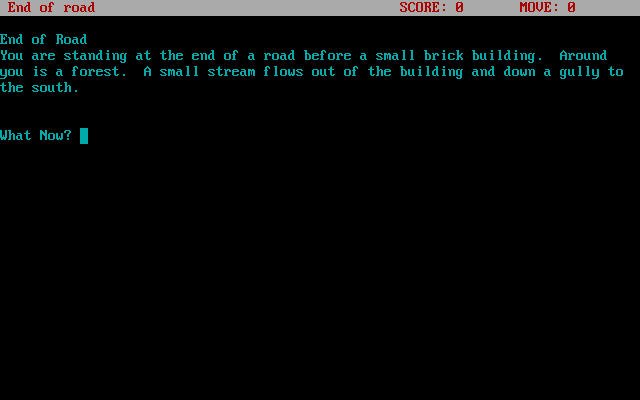 End of road SCORE: 0 MOVE: 0
End of Road
You are standing at the end of a road before a small brick building.  Around
you is a forest.  A small stream flows out of the building and down a gully to
the south.
What Now?